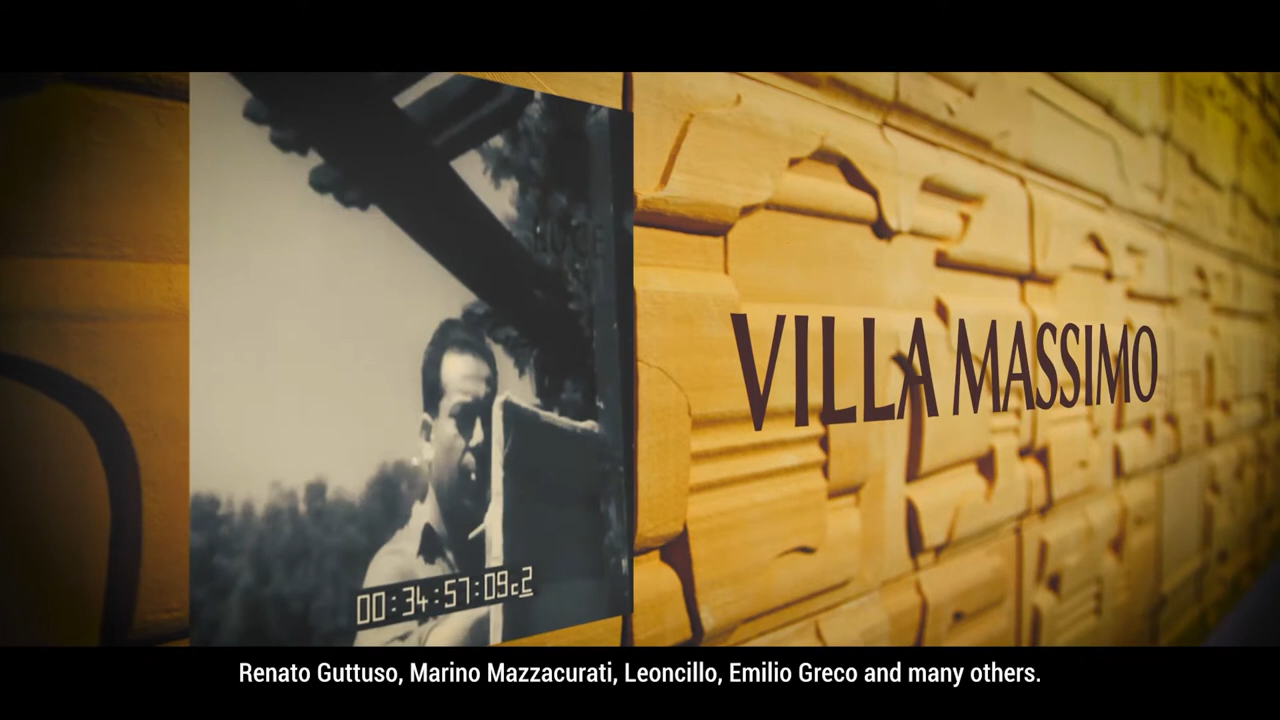 VILLA MASSIMO
00:34:57:09c2
Renato Guttuso, Marino Mazzacurati, Leoncillo, Emilio Greco and many others.